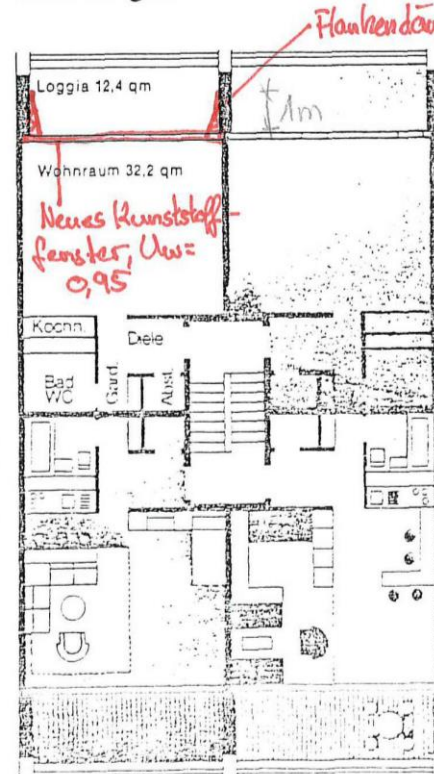 Loggia 12,4 qm
1m
Wohnraum 32,2 qm
Neues Kunststoff-
fenster, Uw=
0,95
Kochn.
Diele
Bad
WC
Gard.
Abst.